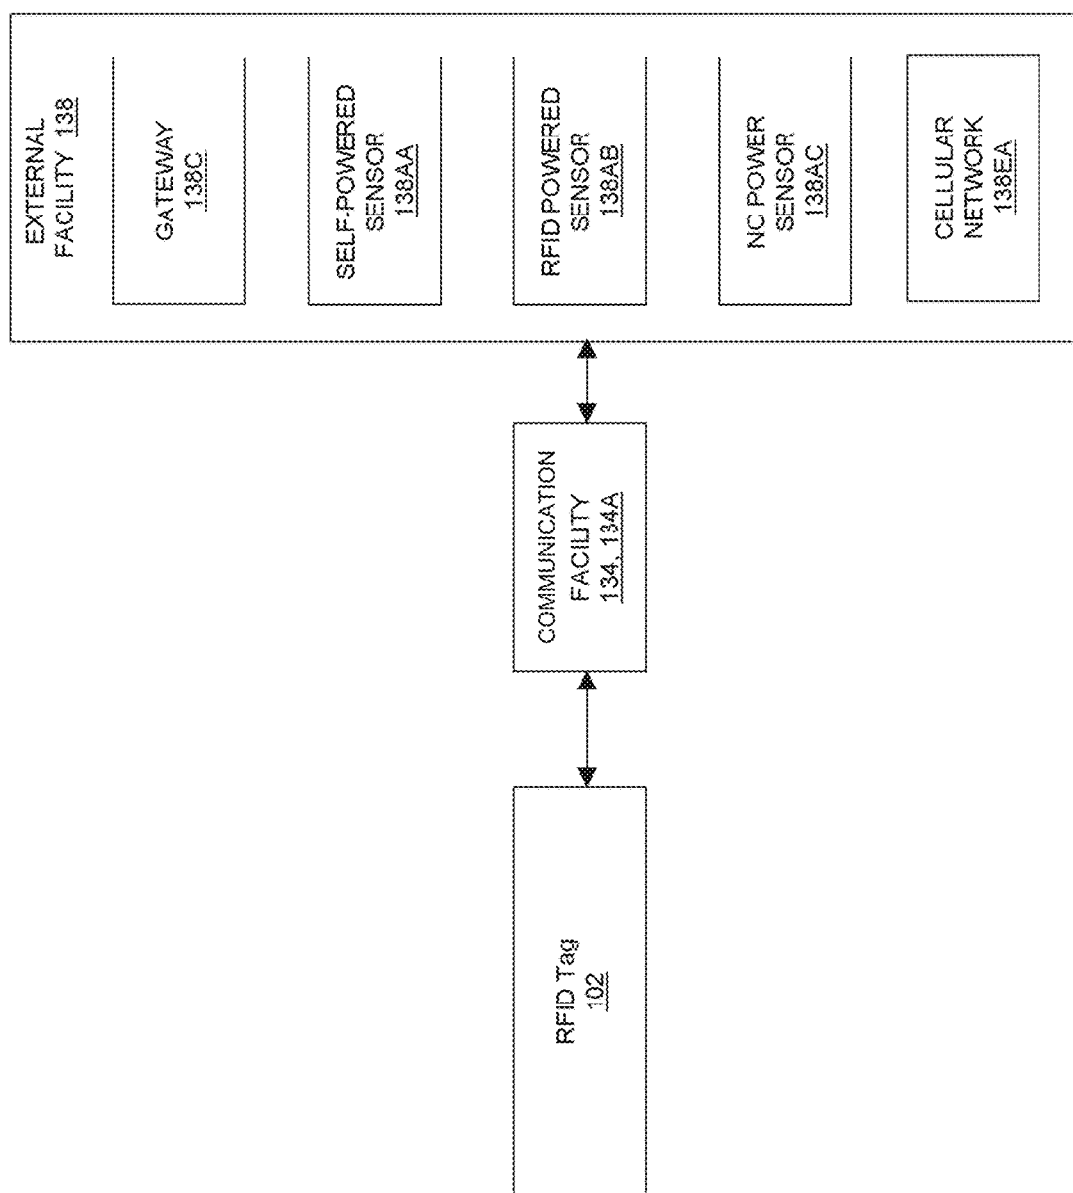 EXTERNAL
FACILITY 138
GATEWAY
138C
SELF-POWERED
SENSOR
138AA
RFID POWERED
SENSOR
138AB
NC POWER
SENSOR
138AC
CELLULAR
NETWORK
138EA
COMMUNICATION
FACILITY
134, 134A
RFID Tag
102